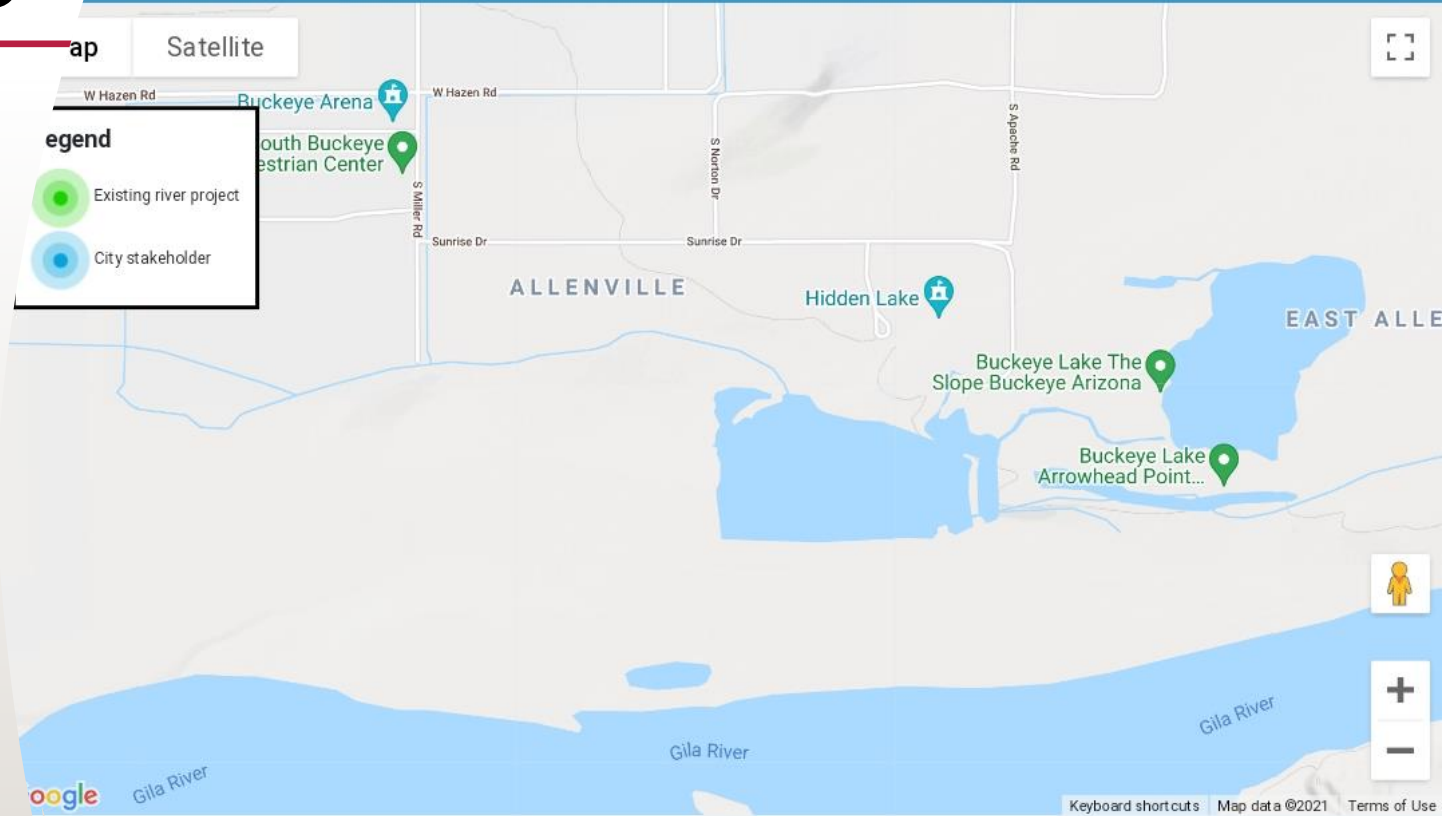 ap
Satellite
W Hazen Rd
Buckeye Arena
W Hazen Rd
egend
outh Buckeye
estrian Center
Existing river project
City stakeholder
S Miller Rd
S Norton Dr
S Apache Rd
Sunrise Dr
Sunrise Dr
ALLENVILLE
Hidden Lake
EAST ALLE
Buckeye Lake The
Slope Buckeye Arizona
Buckeye Lake
Arrowhead Point...
Gila River
Gila River
Gila River
oogle
Keyboard shortcuts
Map data ©2021
Terms of Use